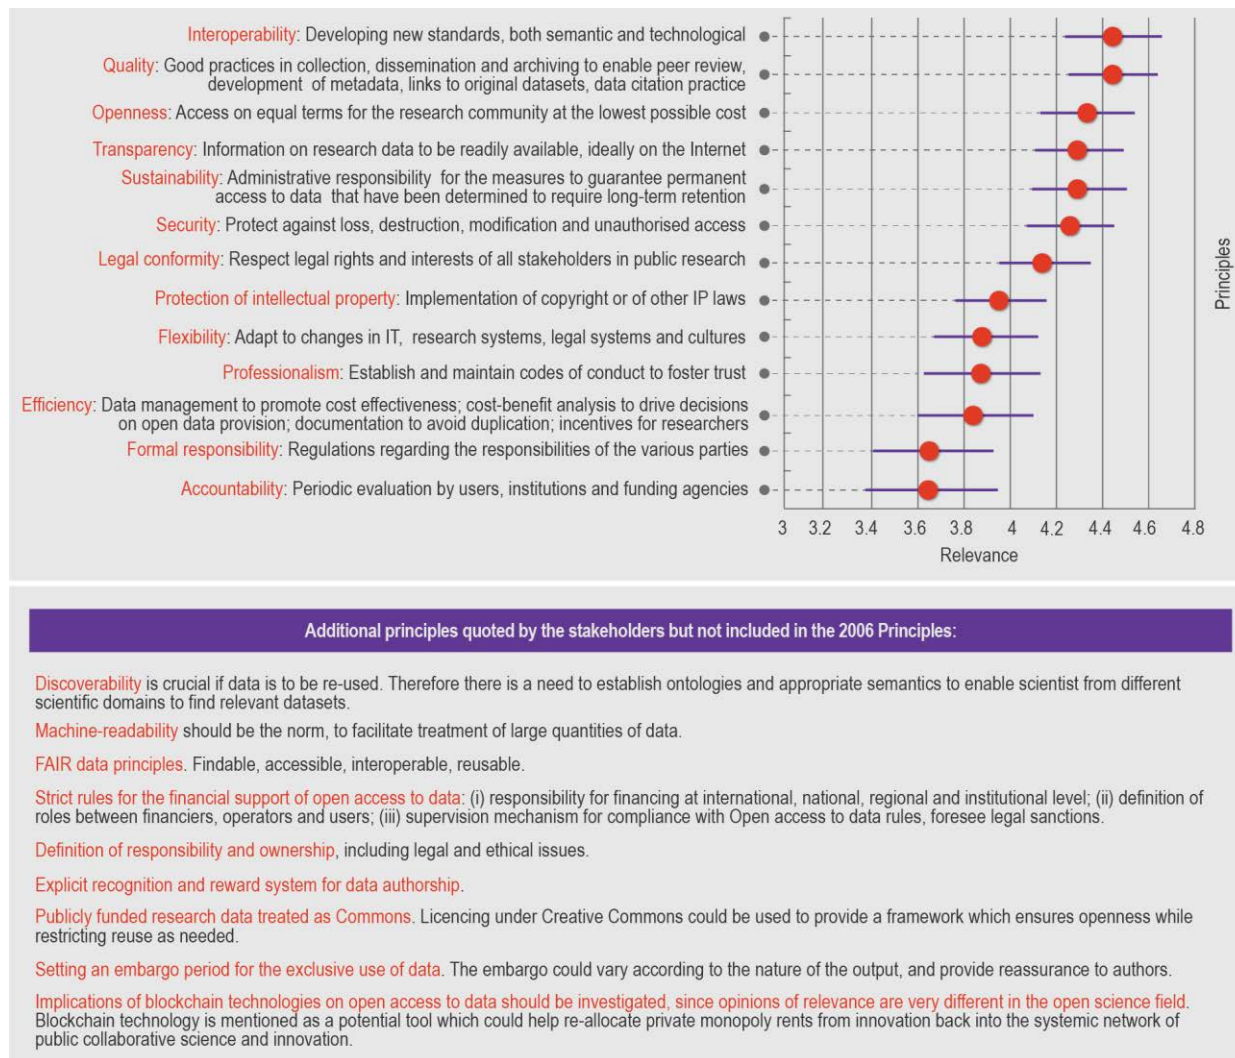 Interoperability: Developing new standards, both semantic and technological
Quality: Good practices in collection, dissemination and archiving to enable peer review,
development of metadata, links to original datasets, data citation practice
Openness: Access on equal terms for the research community at the lowest possible cost
Transparency: Information on research data to be readily available, ideally on the Internet
Sustainability: Administrative responsibility for the measures to guarantee permanent
access to data that have been determined to require long-term retention
Security: Protect against loss, destruction, modification and unauthorised access
Legal conformity: Respect legal rights and interests of all stakeholders in public research
Protection of intellectual property: Implementation of copyright or of other IP laws
Flexibility: Adapt to changes in IT, research systems, legal systems and cultures
Professionalism: Establish and maintain codes of conduct to foster trust
Efficiency: Data management to promote cost effectiveness; cost-benefit analysis to drive decisions
on open data provision; documentation to avoid duplication; incentives for researchers
Formal responsibility: Regulations regarding the responsibilities of the various parties
Accountability: Periodic evaluation by users, institutions and funding agencies
Principles
3 3.2 3.4 3.6 3.8 4 4.2 4.4 4.6 4.8
Relevance
Additional principles quoted by the stakeholders but not included in the 2006 Principles:
Discoverability is crucial if data is to be re-used. Therefore there is a need to establish ontologies and appropriate semantics to enable scientist from different
scientific domains to find relevant datasets.
Machine-readability should be the norm, to facilitate treatment of large quantities of data.
FAIR data principles. Findable, accessible, interoperable, reusable.
Strict rules for the financial support of open access to data: (i) responsibility for financing at international, national, regional and institutional level; (ii) definition of
roles between financiers, operators and users; (iii) supervision mechanism for compliance with Open access to data rules, foresee legal sanctions.
Definition of responsibility and ownership, including legal and ethical issues.
Explicit recognition and reward system for data authorship.
Publicly funded research data treated as Commons. Licencing under Creative Commons could be used to provide a framework which ensures openness while
restricting reuse as needed.
Setting an embargo period for the exclusive use of data. The embargo could vary according to the nature of the output, and provide reassurance to authors.
Implications of blockchain technologies on open access to data should be investigated, since opinions of relevance are very different in the open science field.
Blockchain technology is mentioned as a potential tool which could help re-allocate private monopoly rents from innovation back into the systemic network of
public collaborative science and innovation.